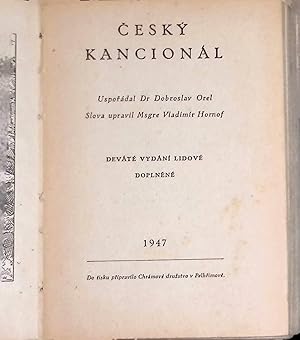 ČESKÝ
KANCIONÁL
Uspořádal Dr Dobroslav Orel
Slova upravil Msgre Vladimír Hornof
DEVÁTÉ VYDÁNÍ LIDOVÉ
DOPLNĚNÉ
1947
Do tisku připravilo Chrámové družstvo v Pelhřimově.